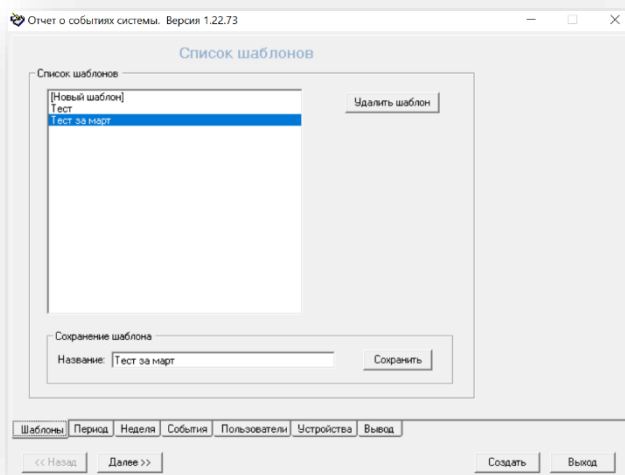 Отчет о событиях системы. Версия 1.22.73
Список шаблонов
Список шаблонов
[Новый шаблон]
Тест
Тест за март
Удалить шаблон
Сохранение шаблона
Название: Тест за март Сохранить
Шаблоны Период Неделя События Пользователи Устройства Вывод
<< Назад Далее >> Создать Выход